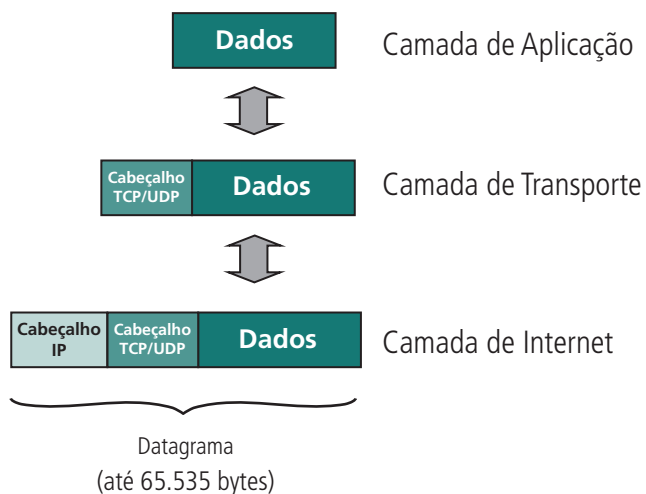 Dados
Camada de Aplicação
Cabeçalho
TCP/UDP
Dados
Camada de Transporte
Cabeçalho
IP
Cabeçalho
TCP/UDP
Dados
Camada de Internet
Datagrama
(até 65.535 bytes)